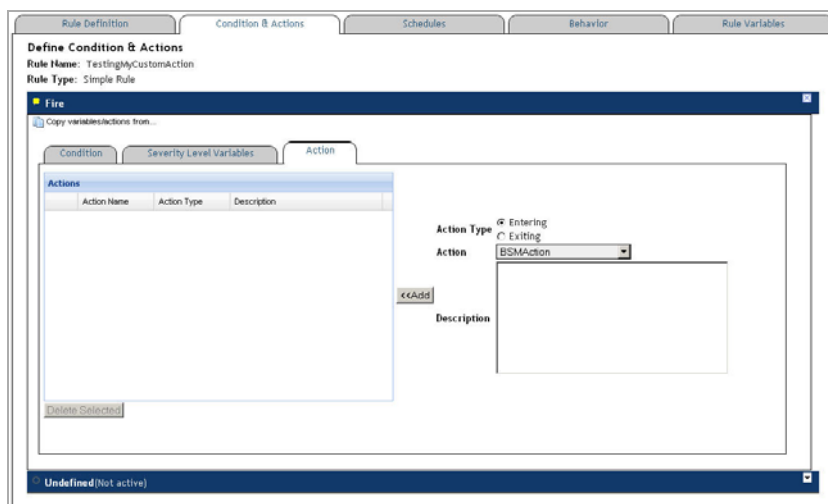 Rule Definition Condition & Actions Schedules Behavior Rule Variables
Define Condition & Actions
Rule Name: TestingMyCustomAction
Rule Type: Simple Rule
Fire
Copy variables/actions from...
Condition Severity Level Variables Action
Actions
Action Name Action Type Description
Action Type Entering
Exiting
Action BSMAction
<<Add
Description
Delete Selected
Undefined(Not active)